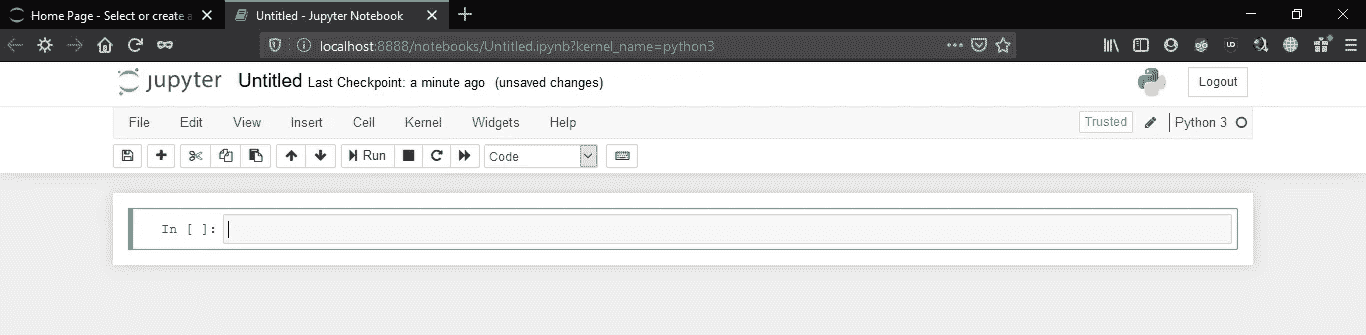 Home Page - Select or create a
Untitled - Jupyter Notebook
localhost:8888/notebooks/Untitled.ipynb?kernel_name=python3
jupyter Untitled Last Checkpoint: a minute ago (unsaved changes)
Logout
File Edit View Insert Cell Kernel Widgets Help
Trusted
Python 3
Run
Code
In [ ]: